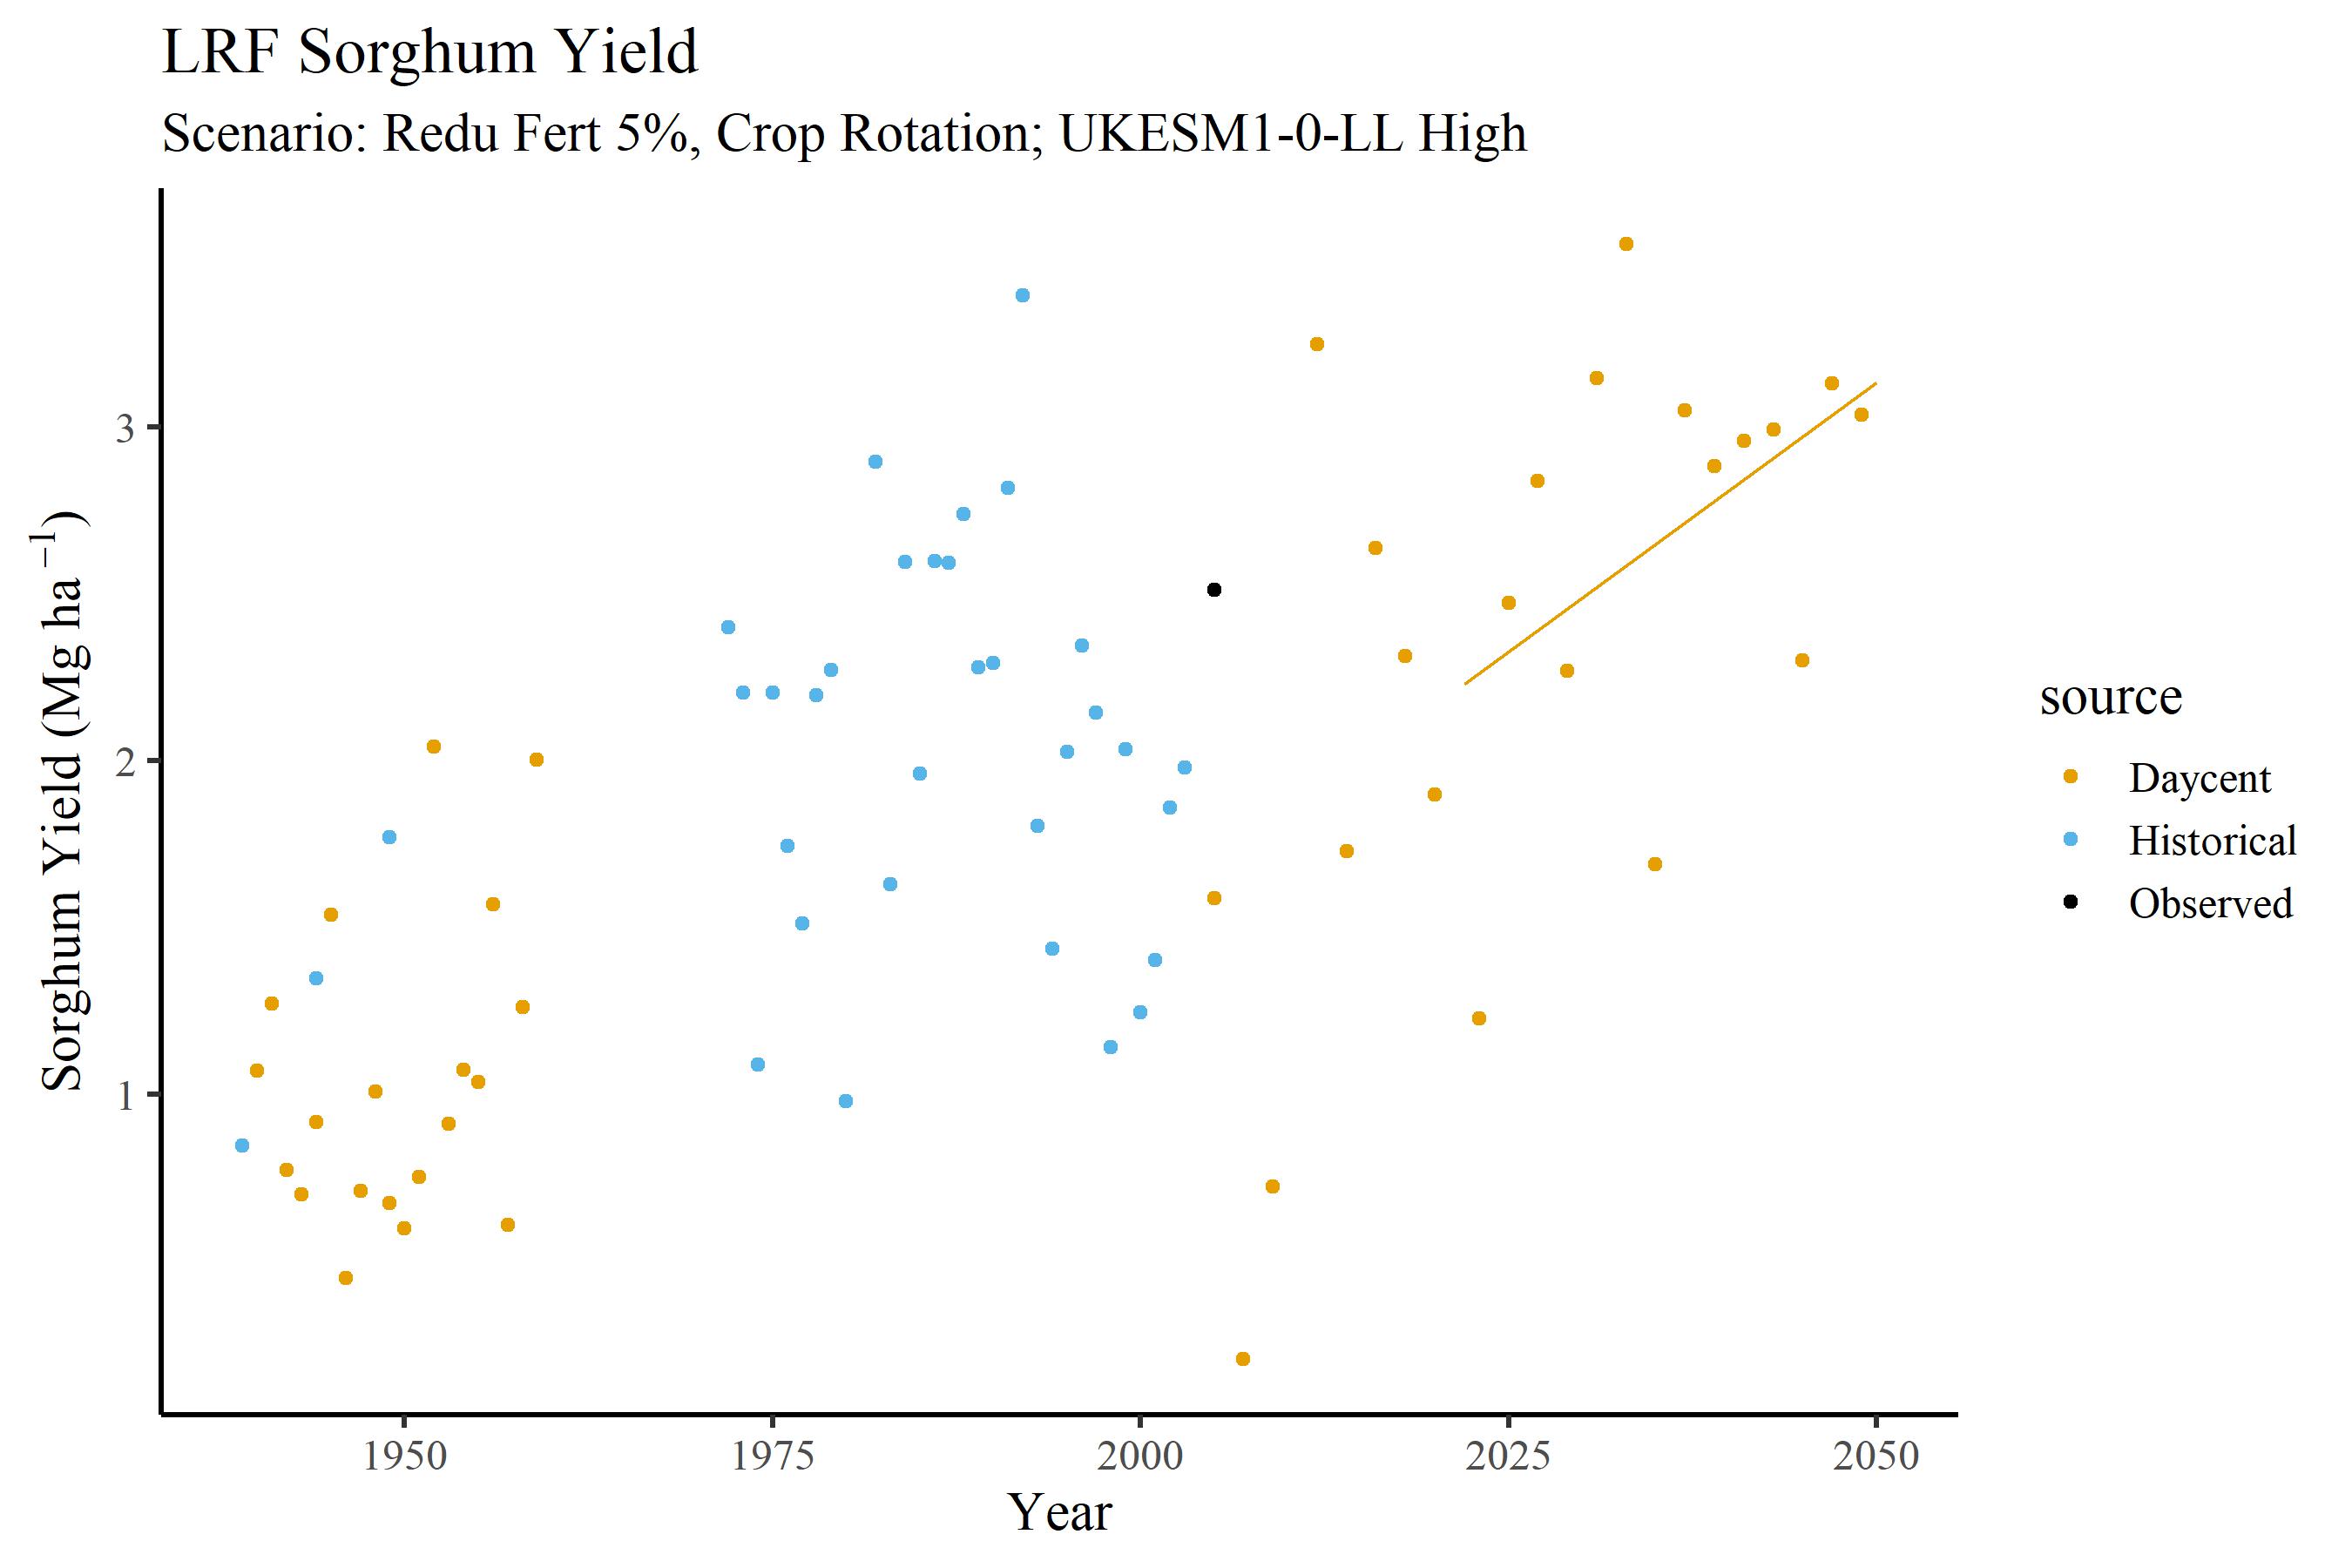 LRF Sorghum Yield
Scenario: Redu Fert 5%, Crop Rotation; UKESM1-0-LL High
Sorghum Yield (Mg ha⁻¹)
3
2
1
1950
1975
2000
2025
2050
Year
source
Daycent
Historical
Observed